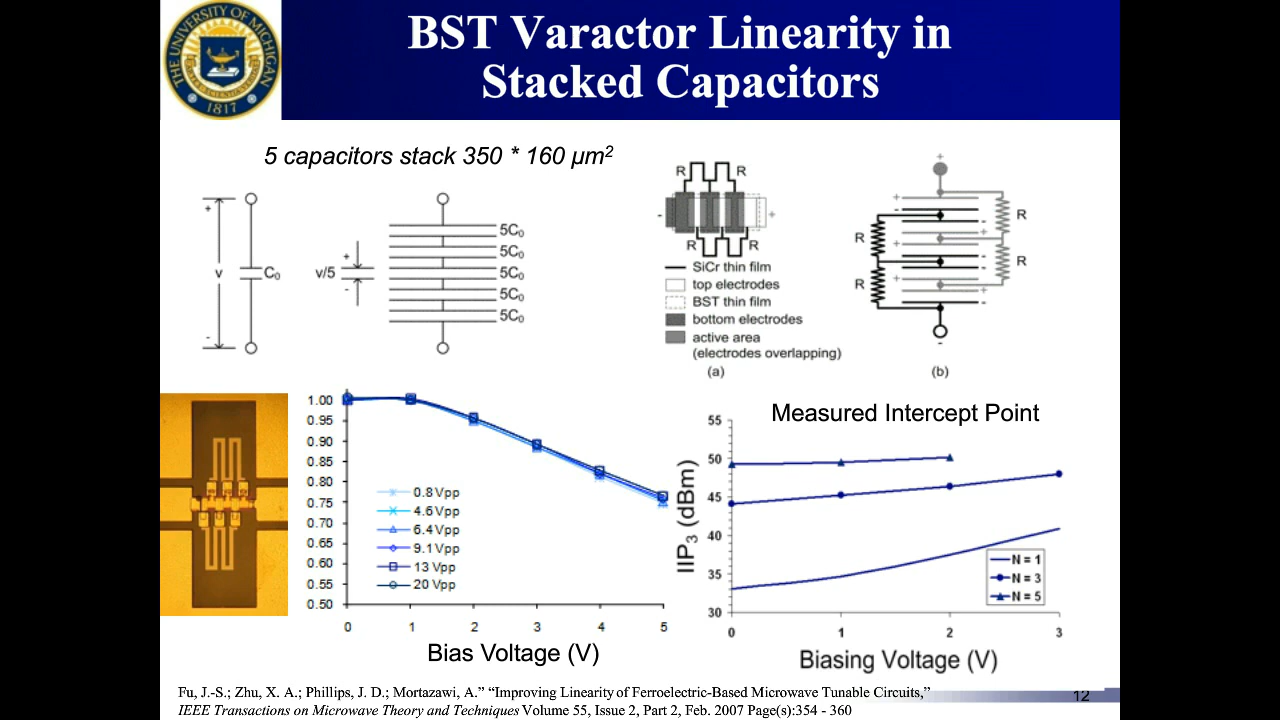 THE UNIVERSITY OF MICHIGAN
1817
BST Varactor Linearity in
Stacked Capacitors
5 capacitors stack 350 * 160 µm²
+
v
-
C₀
+
v/5
-
5C₀
5C₀
5C₀
5C₀
5C₀
R R
- +
R R
SiCr thin film
top electrodes
BST thin film
bottom electrodes
active area
(electrodes overlapping)
(a)
+
+
-
-
R
+
R
+
-
R
R
+
-
-
(b)
1.00
0.95
0.90
0.85
0.80
0.75
0.70
0.65
0.60
0.55
0.50
0.8 Vpp
4.6 Vpp
6.4 Vpp
9.1 Vpp
13 Vpp
20 Vpp
0 1 2 3 4 5
Bias Voltage (V)
Measured Intercept Point
IIP₃ (dBm)
55
50
45
40
35
30
N = 1
N = 3
N = 5
0 1 2 3
Biasing Voltage (V)
Fu, J.-S.; Zhu, X. A.; Phillips, J. D.; Mortazawi, A.” “Improving Linearity of Ferroelectric-Based Microwave Tunable Circuits,”
IEEE Transactions on Microwave Theory and Techniques Volume 55, Issue 2, Part 2, Feb. 2007 Page(s):354 - 360
12